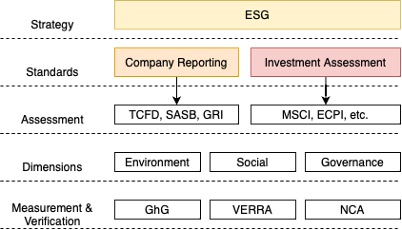 ESG
Strategy
Company Reporting
Investment Assessment
Standards
TCFD, SASB, GRI
MSCI, ECPI, etc.
Assessment
Environment
Social
Governance
Dimensions
Measurement &
Verification
GhG
VERRA
NCA